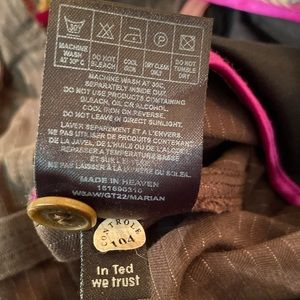 MACHINE WASH AT 30° C
DO NOT BLEACH
COOL IRON
DRY CLEAN ONLY
DO NOT TUMBLE DRY
MACHINE WASH AT 30C,
DO NOT USE PRODUCTS CONTAINING
BLEACH, OIL OR ALCOHOL.
COOL IRON ON REVERSE.
DO NOT LEAVE IN DIRECT SUNLIGHT.
LAVER SEPAREMENT ET A L'ENVERS
NE PAS UTILISER DE PRODUITS CONTENANT
DE LA JAVEL, DE L'HUILE OU DE L'ALCOOL
REPASSER A TEMPERATURE BASSE
ET SUR L'ENVERS
NE PAS LAISSER A LA LUMIERE DU SOLEIL.
MADE IN HEAVEN
161690316
W6AW/GT22/MARIAN
CONTROLE
104
In Ted
we trust